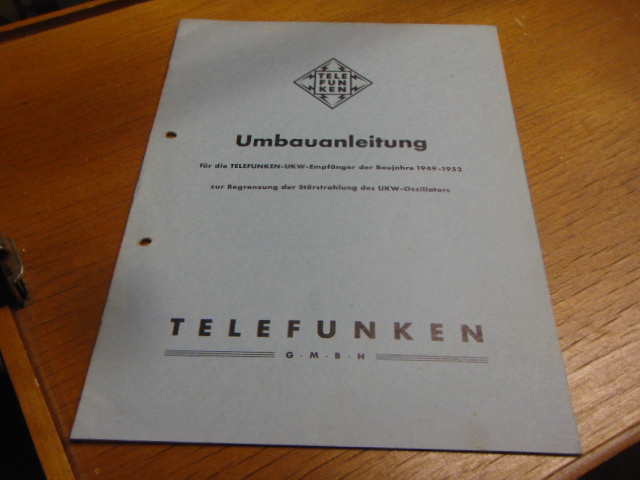 TELE
FUN
KEN
Umbauanleitung
für die TELEFUNKEN-UKW-Empfänger der Baujahre 1949-1952
zur Begrenzung der Störstrahlung des UKW-Oszillators
TELEFUNKEN
G·M·B·H